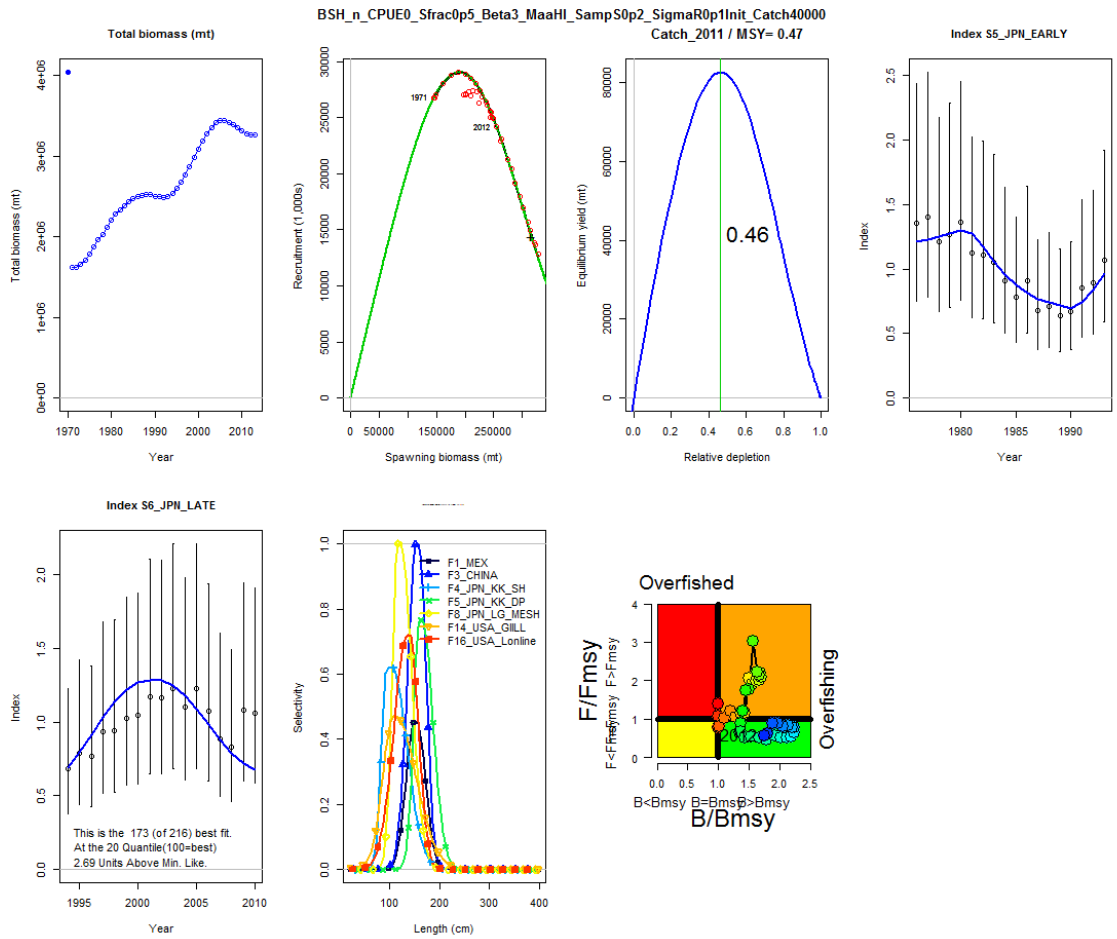 BSH_n_CPUE0_Sfrac0p5_Beta3_MaaHI_SampS0p2_SigmaR0p1Init_Catch40000
Total biomass (mt)
Catch_2011 / MSY= 0.47
Index S5_JPN_EARLY
Total biomass (mt)
0e+00
1e+06
2e+06
3e+06
4e+06
1970
1980
1990
2000
2010
Year
Recruitment (1,000s)
0
5000
10000
15000
20000
25000
30000
1971
2012
0
50000
150000
250000
Spawning biomass (mt)
Equilibrium yield (mt)
0
20000
40000
60000
80000
0.46
0.0
0.2
0.4
0.6
0.8
1.0
Relative depletion
Index
0.0
0.5
1.0
1.5
2.0
2.5
1980
1985
1990
Year
Index S6_JPN_LATE
Index
0.0
0.5
1.0
1.5
2.0
This is the 173 (of 216) best fit.
At the 20 Quantile(100=best)
2.69 Units Above Min. Like.
1995
2000
2005
2010
Year
Selectivity
0.0
0.2
0.4
0.6
0.8
1.0
F1_MEX
F3_CHINA
F4_JPN_KK_SH
F5_JPN_KK_DP
F8_JPN_LG_MESH
F14_USA_GIILL
F16_USA_Lonline
100
200
300
400
Length (cm)
Overfished
F/Fmsy
F>Fmsy
0
1
2
3
4
2012
Overfishing
0.0
0.5
1.0
1.5
2.0
2.5
B<Bmsy
B=Bmsy
B>Bmsy
B/Bmsy